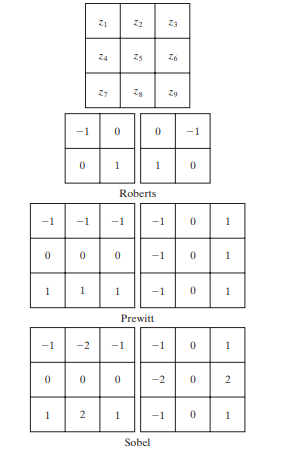 z1 z2 z3
z4 z5 z6
z7 z8 z9
−1 0 0 −1
0 1 1 0
Roberts
−1 −1 −1 −1 0 1
0 0 0 −1 0 1
1 1 1 −1 0 1
Prewitt
−1 −2 −1 −1 0 1
0 0 0 −2 0 2
1 2 1 −1 0 1
Sobel